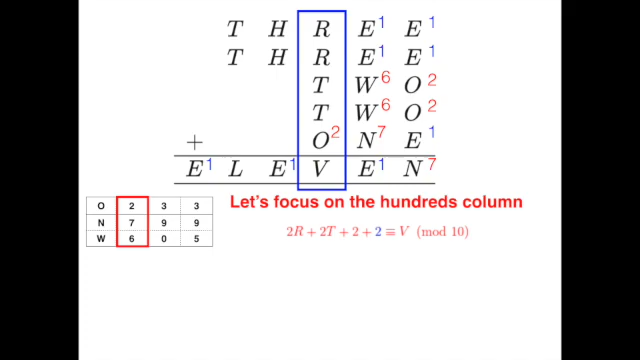 T H R E1 E1
T H R E1 E1
T W6 O2
T W6 O2
+ O2 N7 E1
E1 L E1 V E1 N7
O 2 3 3
N 7 9 9
W 6 0 5
Let's focus on the hundreds column
2R + 2T + 2 + 2 ≡ V (mod 10)